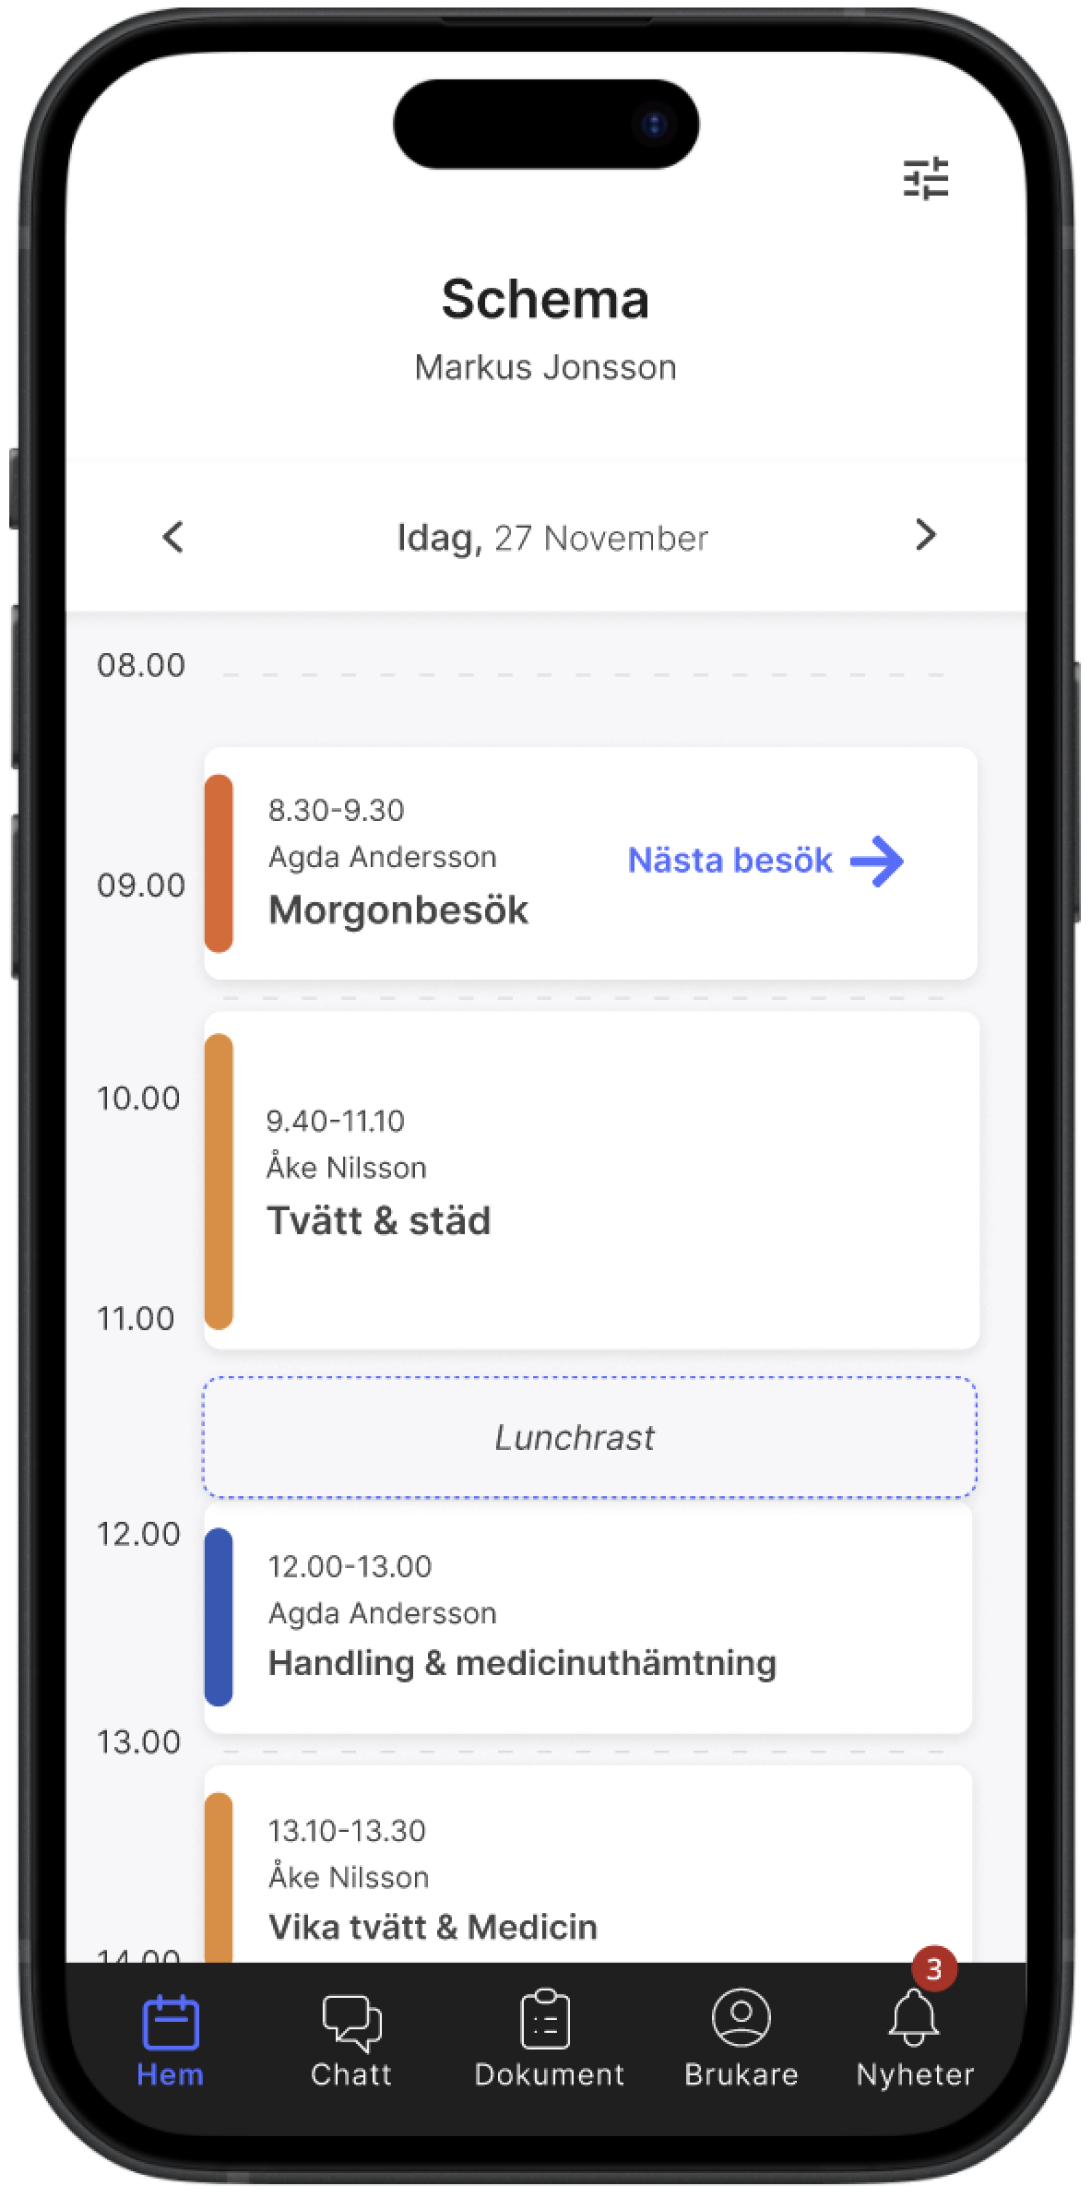 Schema
Markus Jonsson
Idag, 27 November
08.00
8.30-9.30
Agda Andersson
Nästa besök
09.00
Morgonbesök
10.00
9.40-11.10
Åke Nilsson
Tvätt & städ
11.00
Lunchrast
12.00
12.00-13.00
Agda Andersson
Handling & medicinuthämtning
13.00
13.10-13.30
Åke Nilsson
Vika tvätt & Medicin
14.00
3
Hem
Chatt
Dokument
Brukare
Nyheter